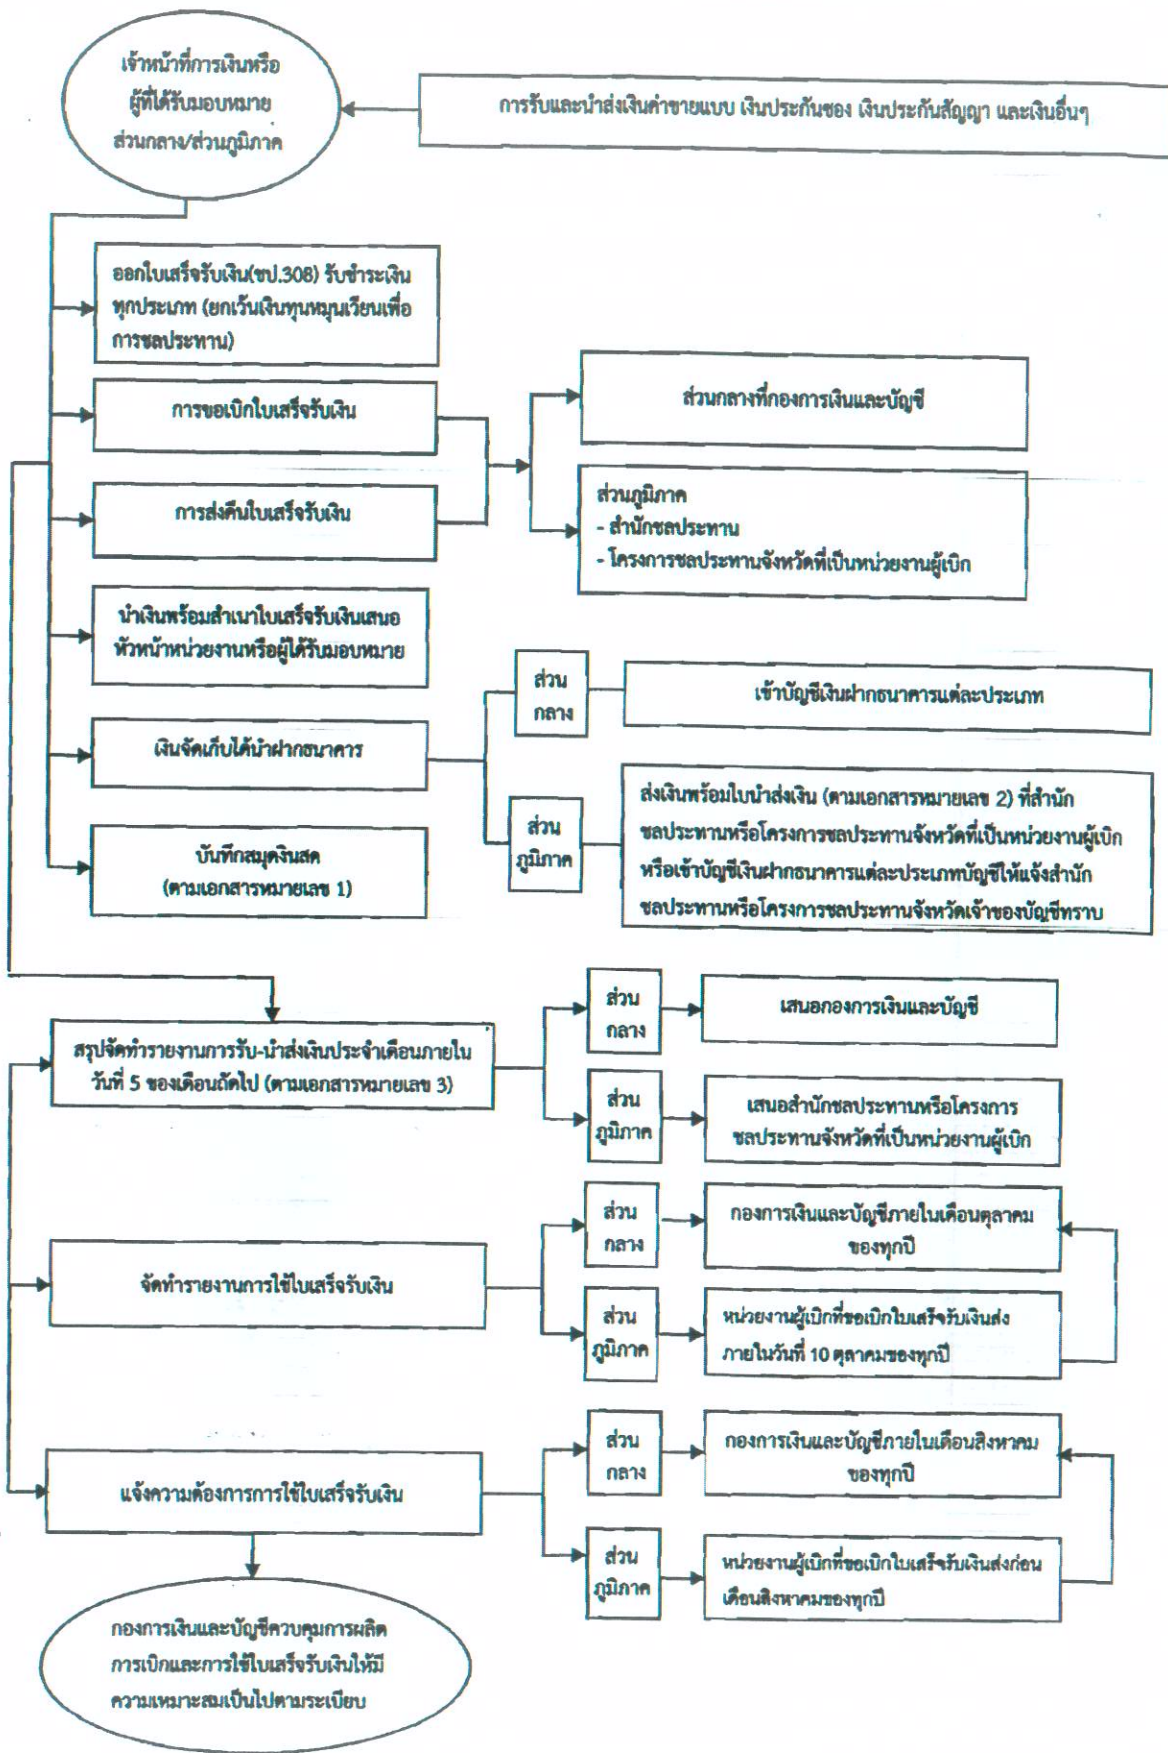 เจ้าหน้าที่การเงินหรือ
ผู้ที่ได้รับมอบหมาย
ส่วนกลาง/ส่วนภูมิภาค
การรับและนำส่งเงินค่าขายแบบ เงินประกันซอง เงินประกันสัญญา และเงินอื่นๆ
ออกใบเสร็จรับเงิน(ชป.308) รับชำระเงิน
ทุกประเภท (ยกเว้นเงินทุนหมุนเวียนเพื่อ
การชลประทาน)
การขอเบิกใบเสร็จรับเงิน
การส่งคืนใบเสร็จรับเงิน
ส่วนกลางที่กองการเงินและบัญชี
ส่วนภูมิภาค
- สำนักชลประทาน
- โครงการชลประทานจังหวัดที่เป็นหน่วยงานผู้เบิก
นำเงินพร้อมสำเนาใบเสร็จรับเงินเสนอ
หัวหน้าหน่วยงานหรือผู้ได้รับมอบหมาย
เงินจัดเก็บได้นำฝากธนาคาร
ส่วน
กลาง
เข้าบัญชีเงินฝากธนาคารแต่ละประเภท
ส่วน
ภูมิภาค
ส่งเงินพร้อมใบนำส่งเงิน (ตามเอกสารหมายเลข 2) ที่สำนัก
ชลประทานหรือโครงการชลประทานจังหวัดที่เป็นหน่วยงานผู้เบิก
หรือเข้าบัญชีเงินฝากธนาคารแต่ละประเภทบัญชีให้แจ้งสำนัก
ชลประทานหรือโครงการชลประทานจังหวัดเจ้าของบัญชีทราบ
บันทึกสมุดเงินสด
(ตามเอกสารหมายเลข 1)
สรุปจัดทำรายงานการรับ-นำส่งเงินประจำเดือนภายใน
วันที่ 5 ของเดือนถัดไป (ตามเอกสารหมายเลข 3)
ส่วน
กลาง
เสนอกองการเงินและบัญชี
ส่วน
ภูมิภาค
เสนอสำนักชลประทานหรือโครงการ
ชลประทานจังหวัดที่เป็นหน่วยงานผู้เบิก
จัดทำรายงานการใช้ใบเสร็จรับเงิน
ส่วน
กลาง
กองการเงินและบัญชีภายในเดือนตุลาคม
ของทุกปี
ส่วน
ภูมิภาค
หน่วยงานผู้เบิกที่ขอเบิกใบเสร็จรับเงินส่ง
ภายในวันที่ 10 ตุลาคมของทุกปี
แจ้งความต้องการการใช้ใบเสร็จรับเงิน
ส่วน
กลาง
กองการเงินและบัญชีภายในเดือนสิงหาคม
ของทุกปี
ส่วน
ภูมิภาค
หน่วยงานผู้เบิกที่ขอเบิกใบเสร็จรับเงินส่งก่อน
เดือนสิงหาคมของทุกปี
กองการเงินและบัญชีควบคุมการผลิต
การเบิกและการใช้ใบเสร็จรับเงินให้มี
ความเหมาะสมเป็นไปตามระเบียบ